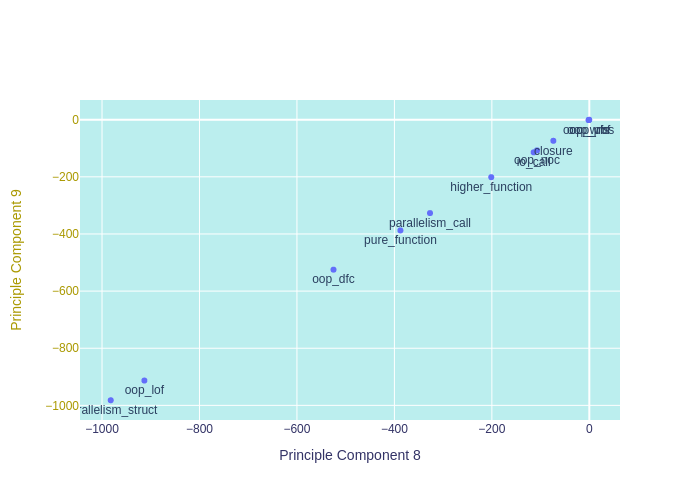 0
−200
−400
−600
−800
−1000
Principle Component 9
closure
higher_function
parallelism_call
pure_function
oop_dfc
oop_lof
allelism_struct
−1000
−800
−600
−400
−200
0
Principle Component 8